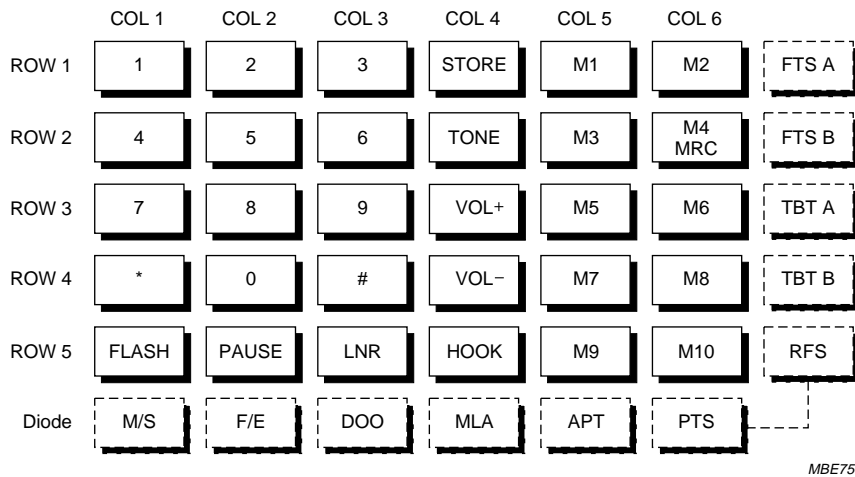 COL 1 COL 2 COL 3 COL 4 COL 5 COL 6
ROW 1 1 2 3 STORE M1 M2 FTS A
ROW 2 4 5 6 TONE M3 M4 MRC FTS B
ROW 3 7 8 9 VOL+ M5 M6 TBT A
ROW 4 * 0 # VOL− M7 M8 TBT B
ROW 5 FLASH PAUSE LNR HOOK M9 M10 RFS
Diode M/S F/E DOO MLA APT PTS
MBE75